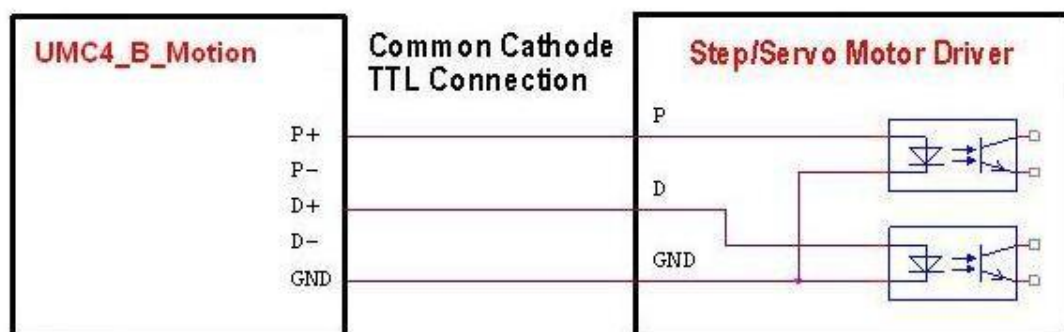 UMC4_B_Motion
Common Cathode
TTL Connection
Step/Servo Motor Driver
P+
P-
D+
D-
GND
P
D
GND